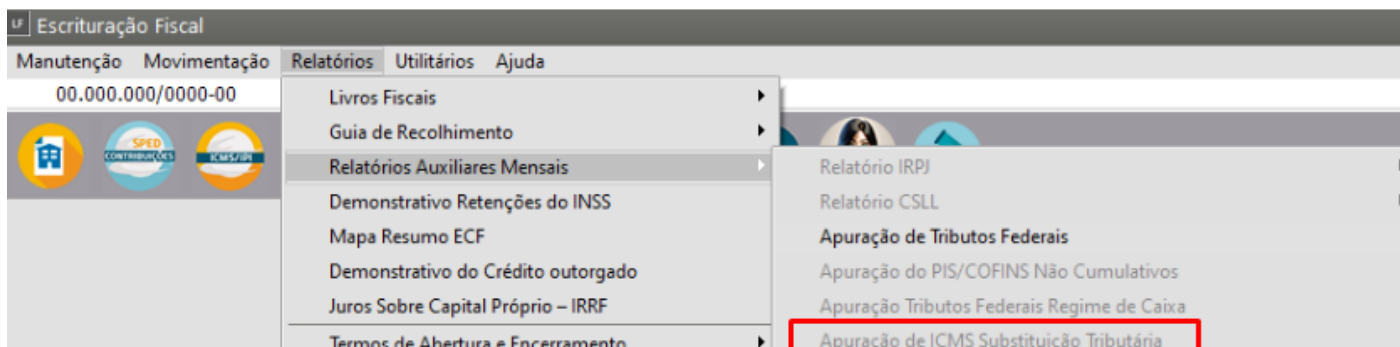 LF Escrituração Fiscal
Manutenção Movimentação Relatórios Utilitários Ajuda
00.000.000/0000-00
SPED
CONTRIBUIÇÕES
ICMS/IPI
Livros Fiscais
Guia de Recolhimento
Relatórios Auxiliares Mensais
Demonstrativo Retenções do INSS
Mapa Resumo ECF
Demonstrativo do Crédito outorgado
Juros Sobre Capital Próprio – IRRF
Termos de Abertura e Encerramento
Relatório IRPJ
Relatório CSLL
Apuração de Tributos Federais
Apuração do PIS/COFINS Não Cumulativos
Apuração Tributos Federais Regime de Caixa
Apuração de ICMS Substituição Tributária